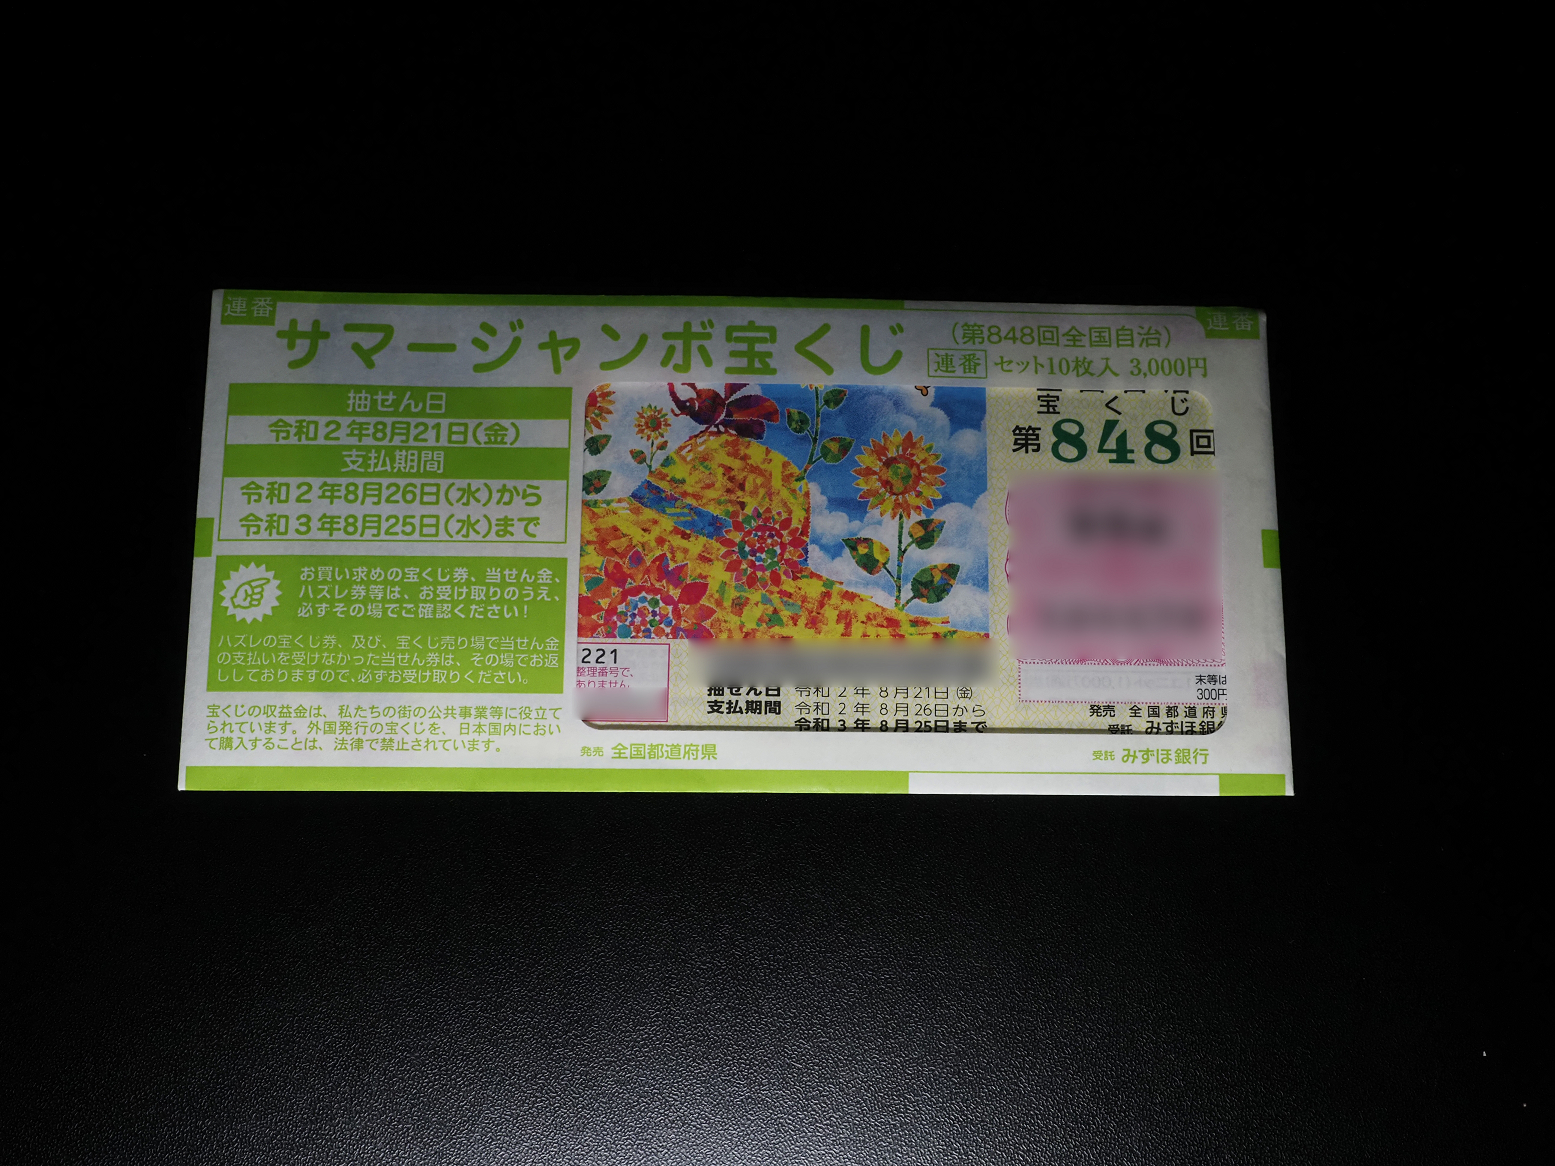 連番
サマージャンボ宝くじ
(第848回全国自治)
連番 セット10枚入 3,000円
連番
抽せん日
令和2年8月21日(金)
支払期間
令和2年8月26日(水)から
令和3年8月25日(水)まで
お買い求めの宝くじ券、当せん金、
ハズレ券等は、お受け取りのうえ、
必ずその場でご確認ください!
ハズレの宝くじ券、及び、宝くじ売り場で当せん金
の支払いを受けなかった当せん券は、その場でお返
ししておりますので、必ずお受け取りください。
宝くじの収益金は、私たちの街の公共事業等に役立て
られています。外国発行の宝くじを、日本国内におい
て購入することは、法律で禁止されています。
宝くじ
第848回
221
整理番号で、
ありません。
抽せん日 令和2年8月21日(金)
支払期間 令和2年8月26日から
令和3年8月25日まで
末等は
300円
発売 全国都道府県
受託 みずほ銀
発売 全国都道府県
受託 みずほ銀行